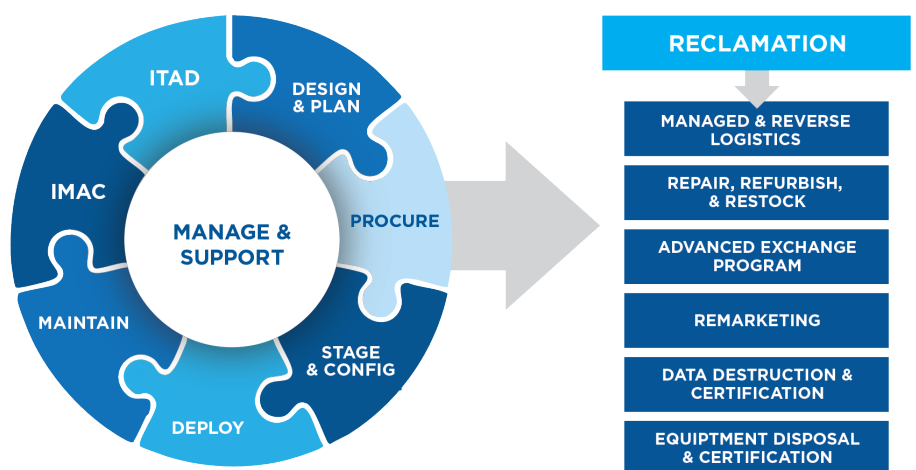 ITAD
DESIGN
& PLAN
IMAC
PROCURE
MANAGE &
SUPPORT
MAINTAIN
STAGE
& CONFIG
DEPLOY
RECLAMATION
MANAGED & REVERSE
LOGISTICS
REPAIR, REFURBISH,
& RESTOCK
ADVANCED EXCHANGE
PROGRAM
REMARKETING
DATA DESTRUCTION &
CERTIFICATION
EQUIPTMENT DISPOSAL
& CERTIFICATION